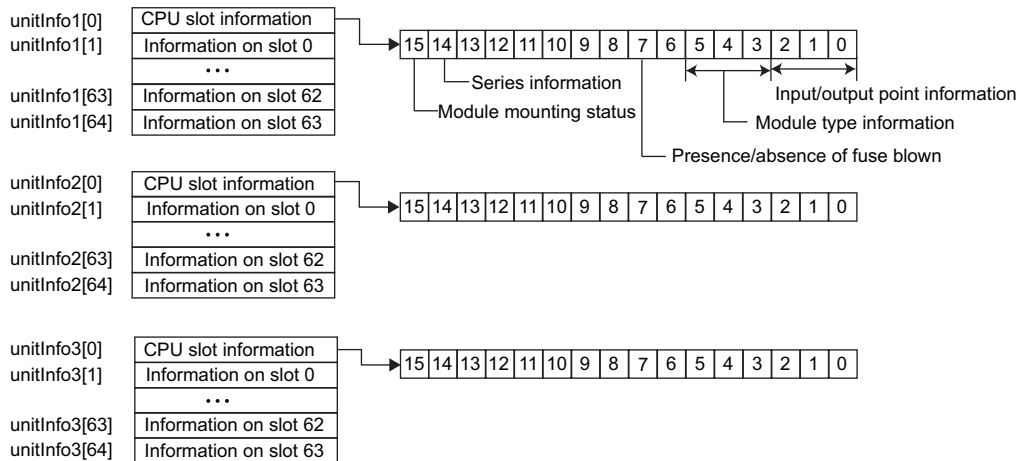 unitInfo1[0] CPU slot information
unitInfo1[1] Information on slot 0
•••
unitInfo1[63] Information on slot 62
unitInfo1[64] Information on slot 63
15 14 13 12 11 10 9 8 7 6 5 4 3 2 1 0
Series information
Module mounting status
Input/output point information
Module type information
Presence/absence of fuse blown
unitInfo2[0] CPU slot information
unitInfo2[1] Information on slot 0
•••
unitInfo2[63] Information on slot 62
unitInfo2[64] Information on slot 63
15 14 13 12 11 10 9 8 7 6 5 4 3 2 1 0
unitInfo3[0] CPU slot information
unitInfo3[1] Information on slot 0
•••
unitInfo3[63] Information on slot 62
unitInfo3[64] Information on slot 63
15 14 13 12 11 10 9 8 7 6 5 4 3 2 1 0